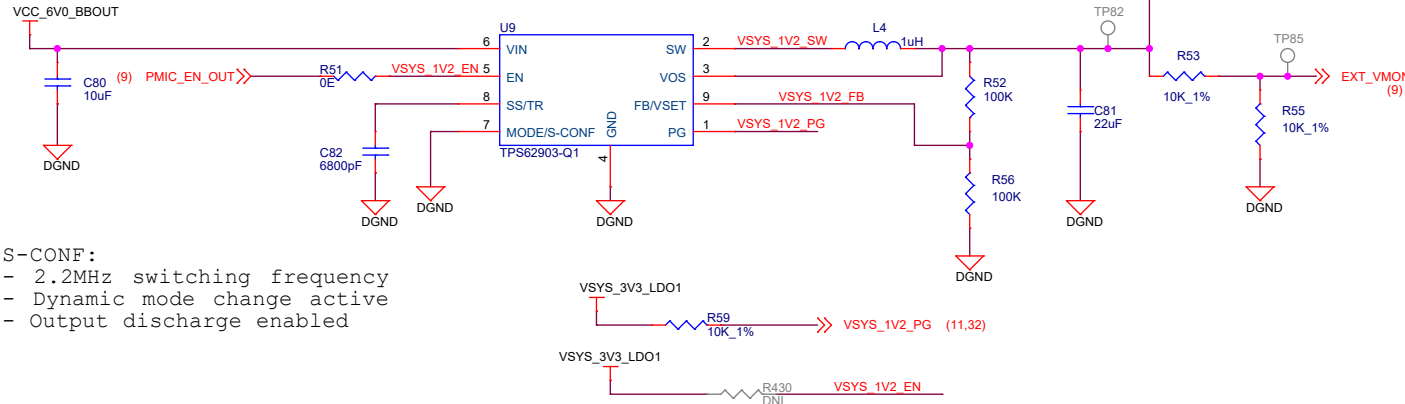 VCC_6V0_BBOUT
TP82
TP85
U9
L4
6 VIN
SW 2 VSYS_1V2_SW
1uH
R53
C80
10uF
(9) PMIC_EN_OUT
R51
0E
VSYS_1V2_EN 5 EN
VOS 3
R52
100K
10K_1%
EXT_VMON
(9)
8 SS/TR
FB/VSET 9 VSYS_1V2_FB
C81
22uF
R55
10K_1%
7 MODE/S-CONF
GND
PG 1 VSYS_1V2_PG
TPS62903-Q1
4
C82
6800pF
R56
100K
DGND
DGND
DGND
DGND
DGND
DGND
DGND
S-CONF:
- 2.2MHz switching frequency
- Dynamic mode change active
- Output discharge enabled
VSYS_3V3_LDO1
R59
10K_1%
VSYS_1V2_PG (11,32)
VSYS_3V3_LDO1
R430
DNI
VSYS_1V2_EN